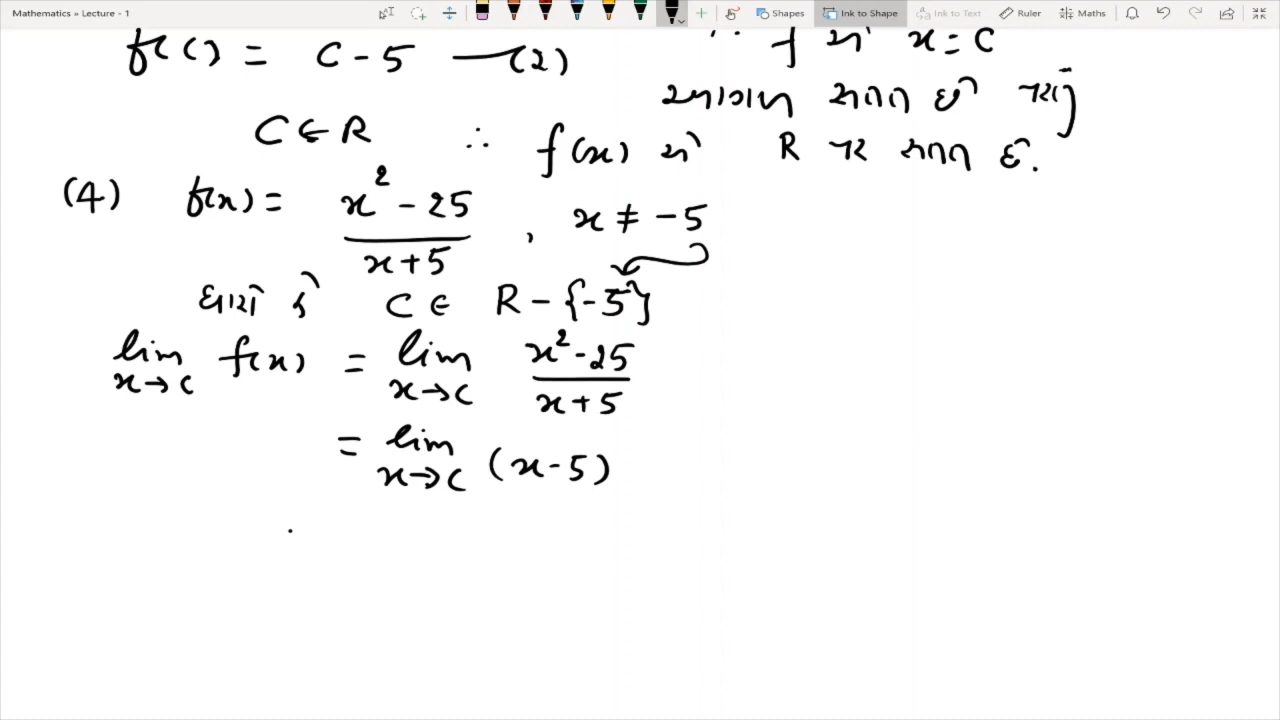 Mathematics » Lecture - 1
Shapes Ink to Shape Ink to Text Ruler Maths
f(c) = c - 5 —(2)
∴ f એ x = c
આગળ સતત છે
c ∈ R ∴ f(x) એ R પર સતત છે.
(4) f(x) = x² - 25 / x + 5 , x ≠ -5
ધારો કે c ∈ R - {-5}
lim x→c f(x) = lim x→c x² - 25 / x + 5
= lim x→c (x - 5)